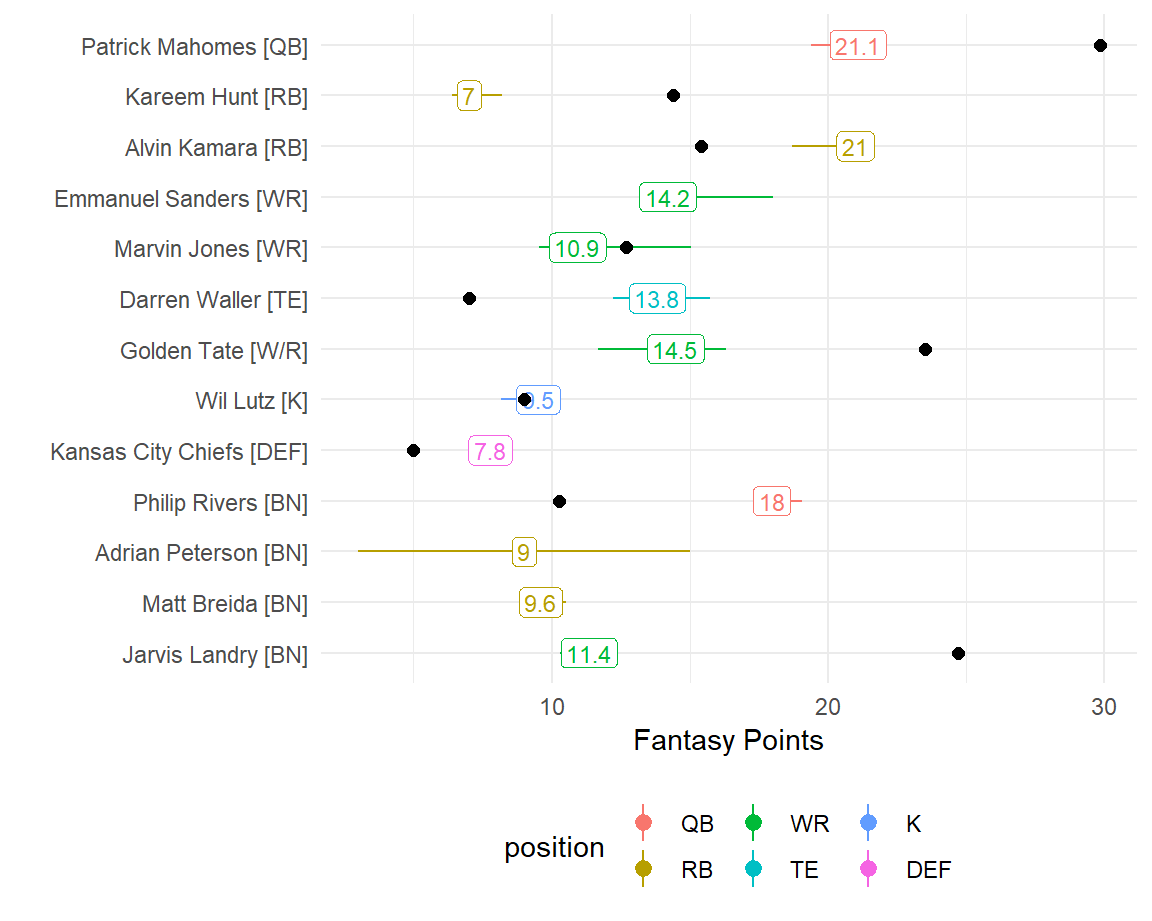 Patrick Mahomes [QB] 21.1
Kareem Hunt [RB] 7
Alvin Kamara [RB] 21
Emmanuel Sanders [WR] 14.2
Marvin Jones [WR] 10.9
Darren Waller [TE] 13.8
Golden Tate [W/R] 14.5
Wil Lutz [K] 9.5
Kansas City Chiefs [DEF] 7.8
Philip Rivers [BN] 18
Adrian Peterson [BN] 9
Matt Breida [BN] 9.6
Jarvis Landry [BN] 11.4
10 20 30
Fantasy Points
position
QB WR K
RB TE DEF